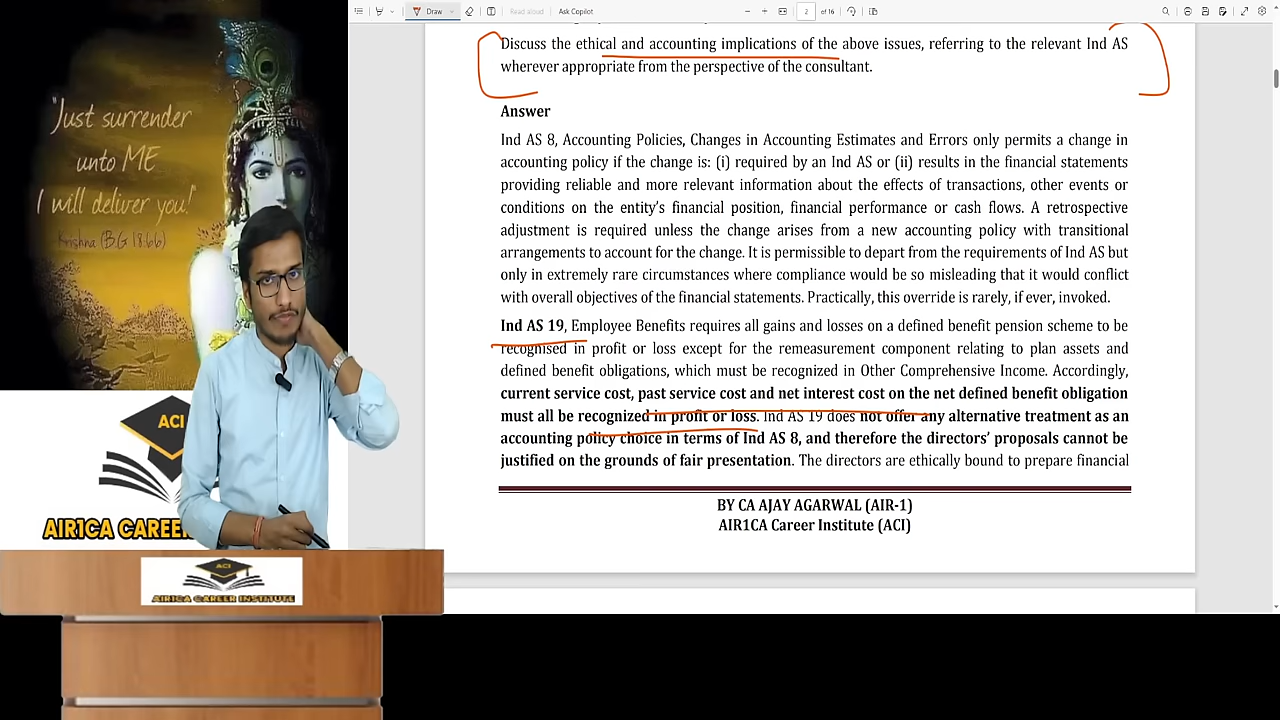 Draw
Read aloud
Ask Copilot
2
of 16
"Just surrender
unto ME
I will deliver you!"
Krishna (B.G 18:66)
Discuss the ethical and accounting implications of the above issues, referring to the relevant Ind AS
wherever appropriate from the perspective of the consultant.
Answer
Ind AS 8, Accounting Policies, Changes in Accounting Estimates and Errors only permits a change in
accounting policy if the change is: (i) required by an Ind AS or (ii) results in the financial statements
providing reliable and more relevant information about the effects of transactions, other events or
conditions on the entity's financial position, financial performance or cash flows. A retrospective
adjustment is required unless the change arises from a new accounting policy with transitional
arrangements to account for the change. It is permissible to depart from the requirements of Ind AS but
only in extremely rare circumstances where compliance would be so misleading that it would conflict
with overall objectives of the financial statements. Practically, this override is rarely, if ever, invoked.
Ind AS 19, Employee Benefits requires all gains and losses on a defined benefit pension scheme to be
recognised in profit or loss except for the remeasurement component relating to plan assets and
defined benefit obligations, which must be recognized in Other Comprehensive Income. Accordingly,
current service cost, past service cost and net interest cost on the net defined benefit obligation
must all be recognized in profit or loss. Ind AS 19 does not offer any alternative treatment as an
accounting policy choice in terms of Ind AS 8, and therefore the directors' proposals cannot be
justified on the grounds of fair presentation. The directors are ethically bound to prepare financial
BY CA AJAY AGARWAL (AIR-1)
AIR1CA Career Institute (ACI)
ACI
AIR1CA CAREE
ACI
AIR1CA CAREER INSTITUTE